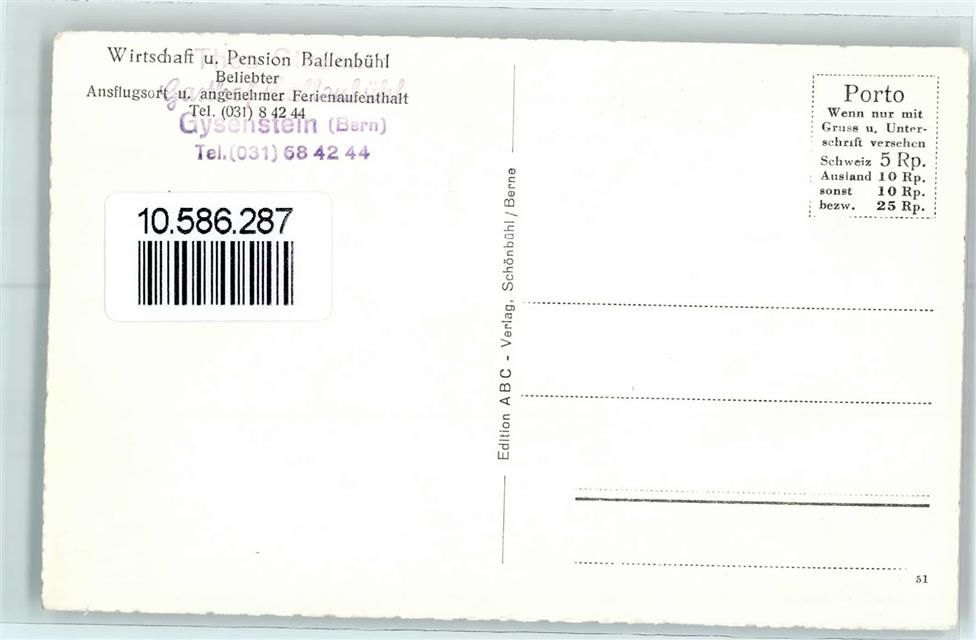 Wirtschaft u. Pension Ballenbühl
Beliebter
Ausflugsort u. angenehmer Ferienaufenthalt
Tel. (031) 8 42 44
Gysenstein (Bern)
Tel. (031) 68 42 44
10.586.287
Edition ABC - Verlag, Schönbühl / Berne
Porto
Wenn nur mit
Gruss u. Unter-
schrift versehen
Schweiz 5 Rp.
Ausland 10 Rp.
sonst 10 Rp.
bezw. 25 Rp.
51